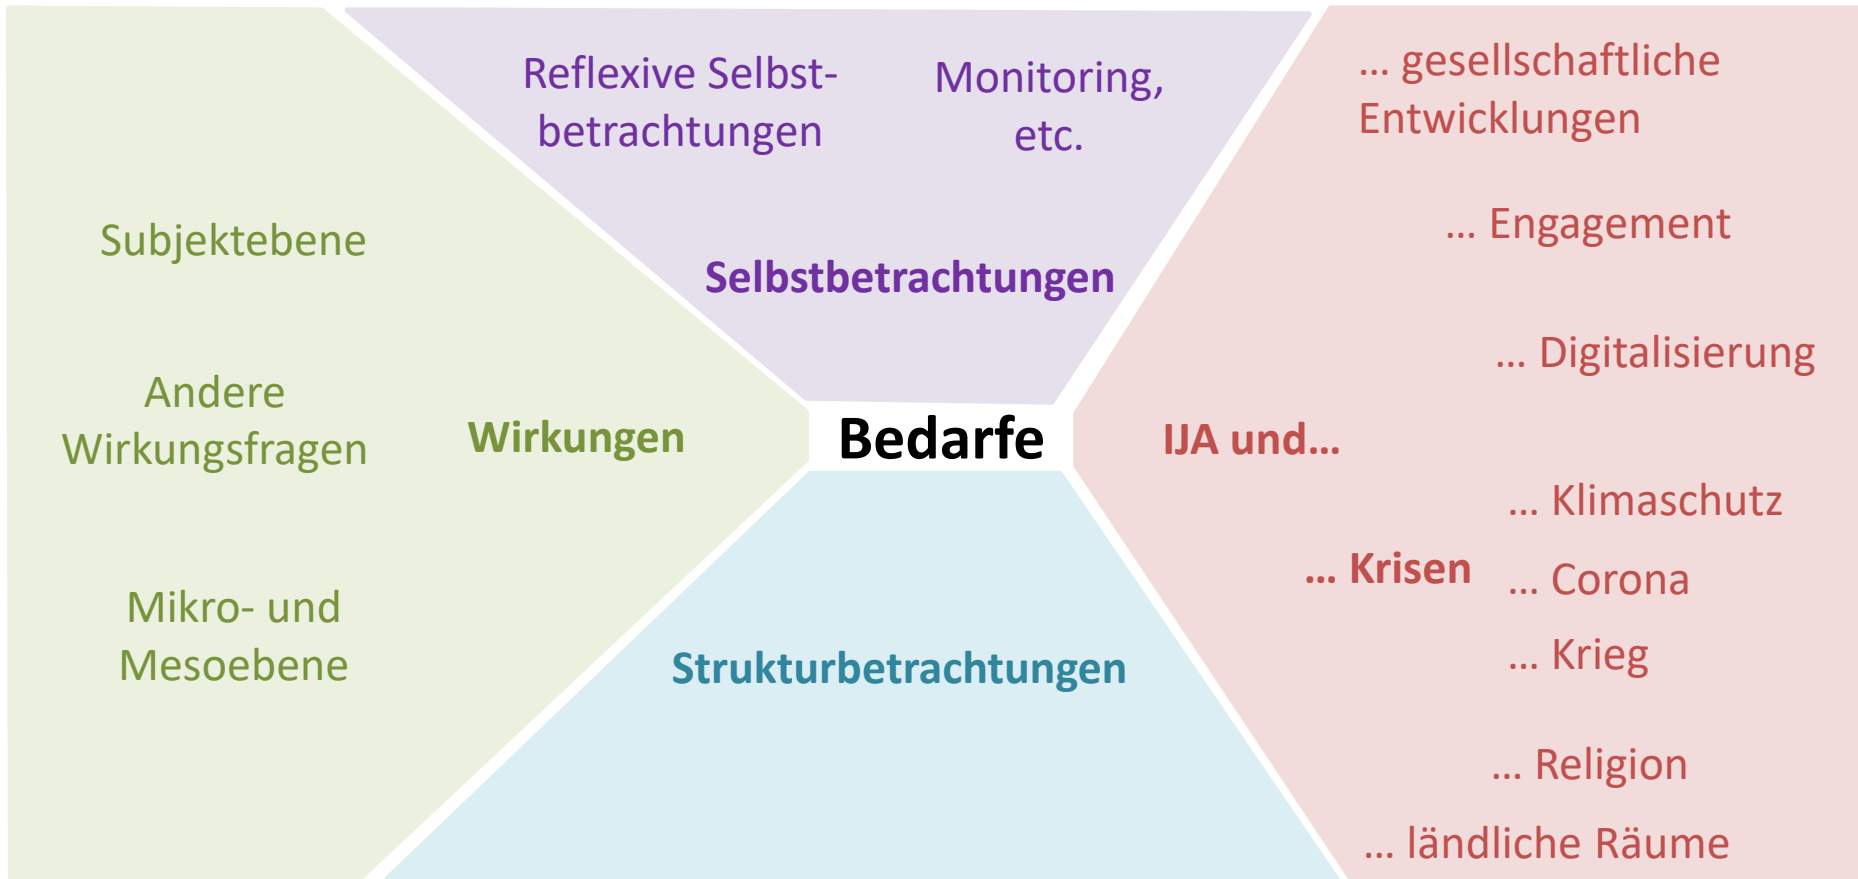 Reflexive Selbst-
betrachtungen
Monitoring,
etc.
Selbstbetrachtungen
Subjektebene
Andere
Wirkungsfragen
Mikro- und
Mesoebene
Wirkungen
Bedarfe
IJA und...
... gesellschaftliche
Entwicklungen
... Engagement
... Digitalisierung
... Klimaschutz
... Krisen
... Corona
... Krieg
... Religion
... ländliche Räume
Strukturbetrachtungen